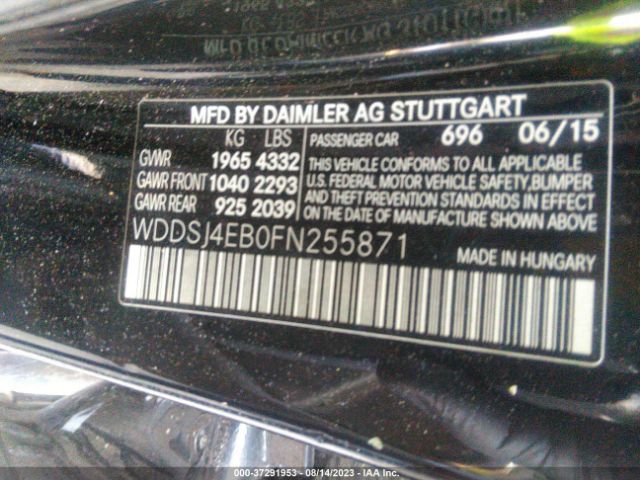 MFD BY DAIMLER AG STUTTGART
KG LBS
GVWR 1965 4332
GAWR FRONT 1040 2293
GAWR REAR 925 2039
PASSENGER CAR 696 06/15
THIS VEHICLE CONFORMS TO ALL APPLICABLE
U.S. FEDERAL MOTOR VEHICLE SAFETY, BUMPER
AND THEFT PREVENTION STANDARDS IN EFFECT
ON THE DATE OF MANUFACTURE SHOWN ABOVE
WDDSJ4EB0FN255871
MADE IN HUNGARY
000-37291953 - 08/14/2023 - IAA Inc.